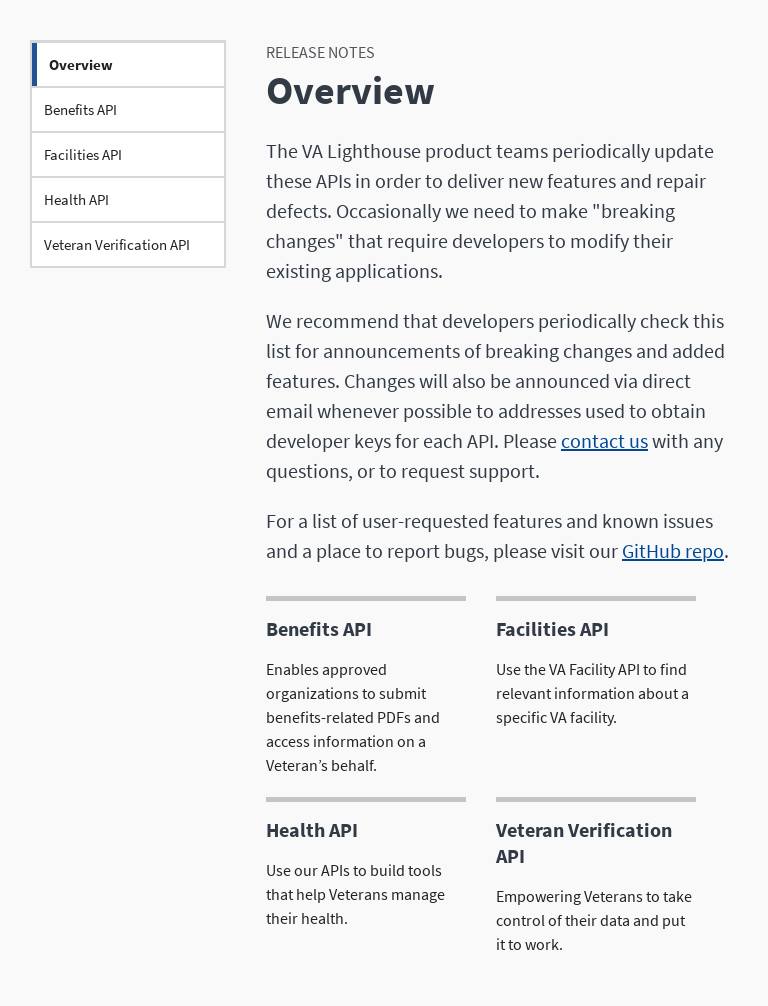 Overview
Benefits API
Facilities API
Health API
Veteran Verification API
RELEASE NOTES
Overview
The VA Lighthouse product teams periodically update
these APIs in order to deliver new features and repair
defects. Occasionally we need to make "breaking
changes" that require developers to modify their
existing applications.
We recommend that developers periodically check this
list for announcements of breaking changes and added
features. Changes will also be announced via direct
email whenever possible to addresses used to obtain
developer keys for each API. Please contact us with any
questions, or to request support.
For a list of user-requested features and known issues
and a place to report bugs, please visit our GitHub repo.
Benefits API
Enables approved
organizations to submit
benefits-related PDFs and
access information on a
Veteran’s behalf.
Facilities API
Use the VA Facility API to find
relevant information about a
specific VA facility.
Health API
Use our APIs to build tools
that help Veterans manage
their health.
Veteran Verification
API
Empowering Veterans to take
control of their data and put
it to work.